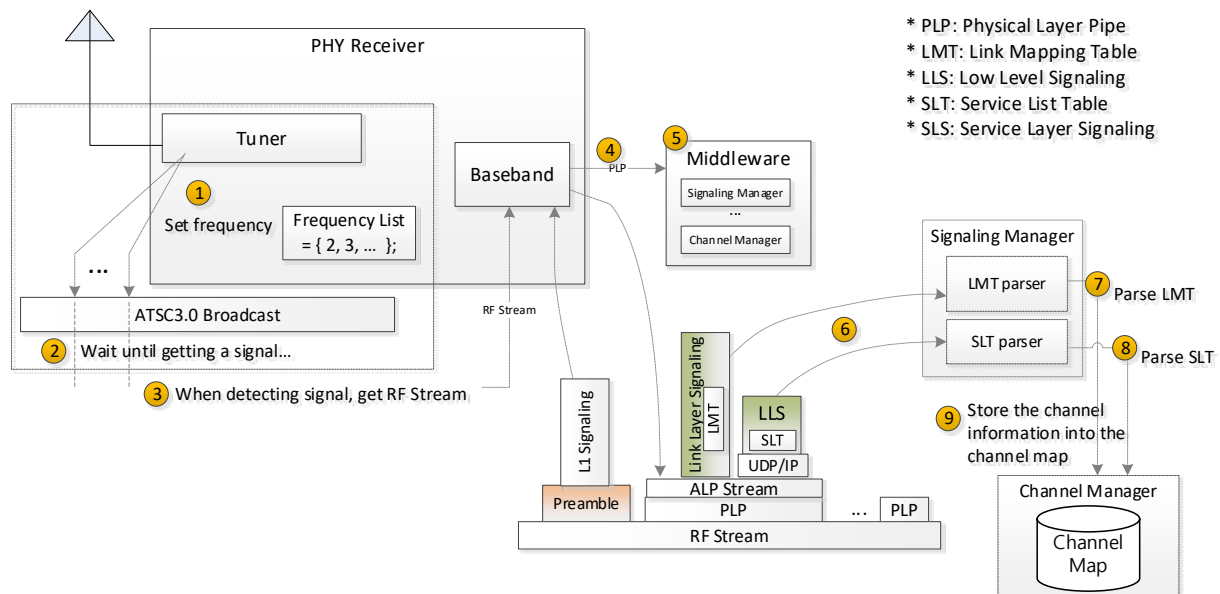 PHY Receiver
* PLP: Physical Layer Pipe
* LMT: Link Mapping Table
* LLS: Low Level Signaling
* SLT: Service List Table
* SLS: Service Layer Signaling
Tuner
1
Set frequency
Frequency List
= { 2, 3, ... };
Baseband
4
PLP
5
Middleware
Signaling Manager
...
Channel Manager
...
ATSC3.0 Broadcast
2
Wait until getting a signal...
3
When detecting signal, get RF Stream
RF Stream
Signaling Manager
LMT parser
7
Parse LMT
SLT parser
8
Parse SLT
6
L1 Signaling
Link Layer Signaling
LMT
LLS
SLT
UDP/IP
ALP Stream
Preamble
PLP
...
PLP
RF Stream
9
Store the channel
information into the
channel map
Channel Manager
Channel
Map